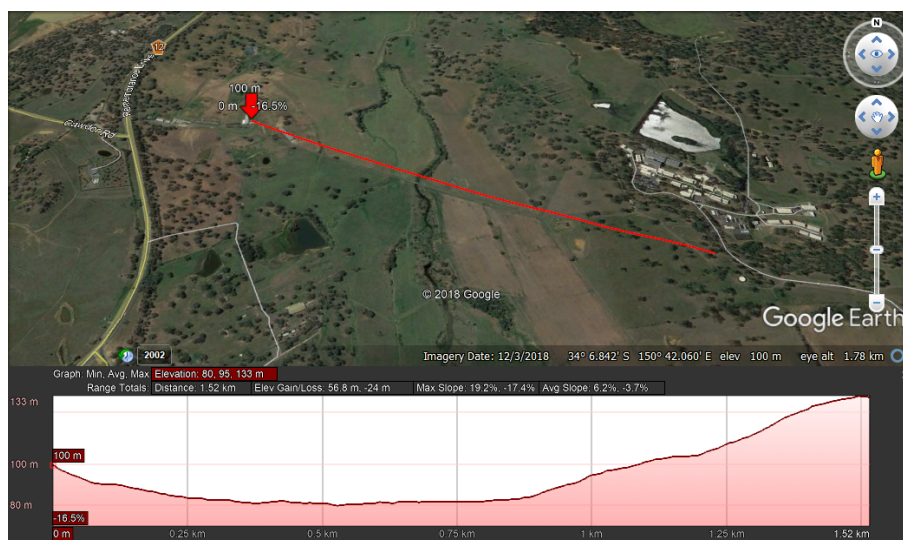 N
12
100 m
0 m -16.5%
Cawdor Rd
© 2018 Google
Google Earth
2002
Imagery Date: 12/3/2018 34° 6.842' S 150° 42.060' E elev 100 m eye alt 1.78 km
Graph: Min, Avg, Max Elevation: 80, 95, 133 m
Range Totals: Distance: 1.52 km Elev Gain/Loss: 56.8 m, -24 m Max Slope: 19.2%, -17.4% Avg Slope: 6.2%, -3.7%
133 m
100 m
100 m
80 m
-16.5%
0 m 0.25 km 0.5 km 0.75 km 1 km 1.25 km 1.52 km